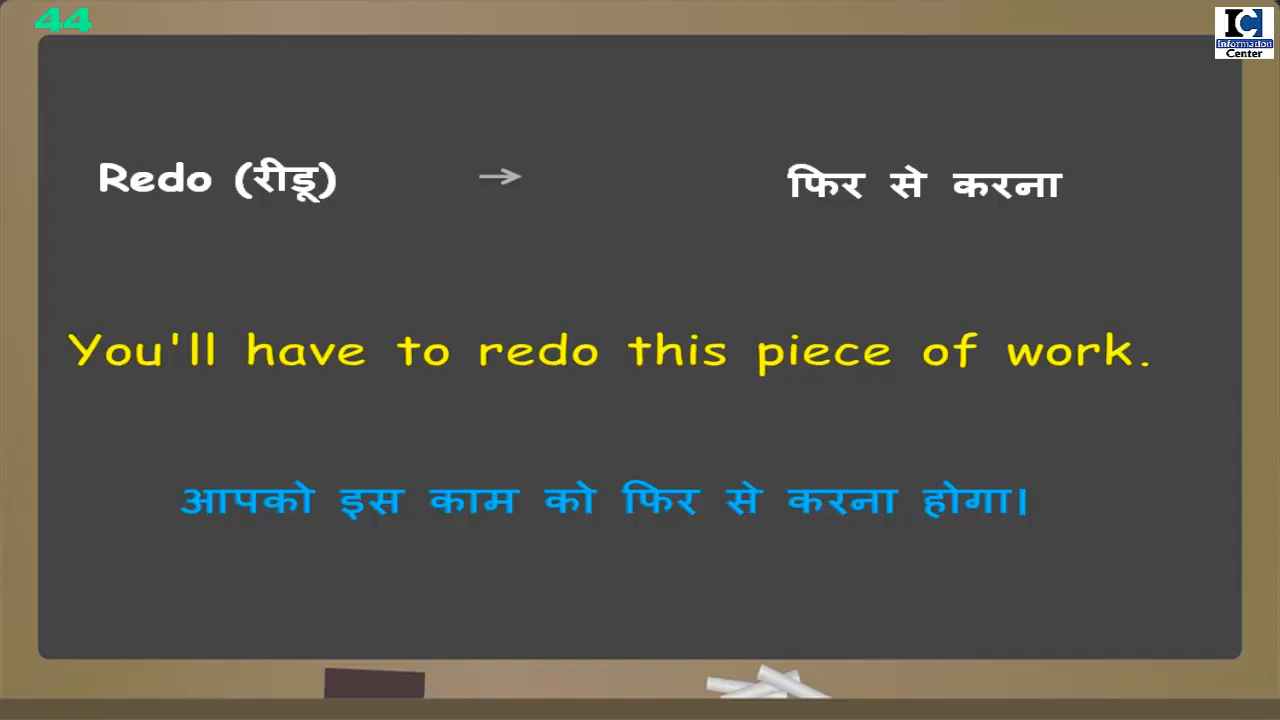 44
IC
Information
Center
Redo (रीडू) → फिर से करना
You'll have to redo this piece of work.
आपको इस काम को फिर से करना होगा।